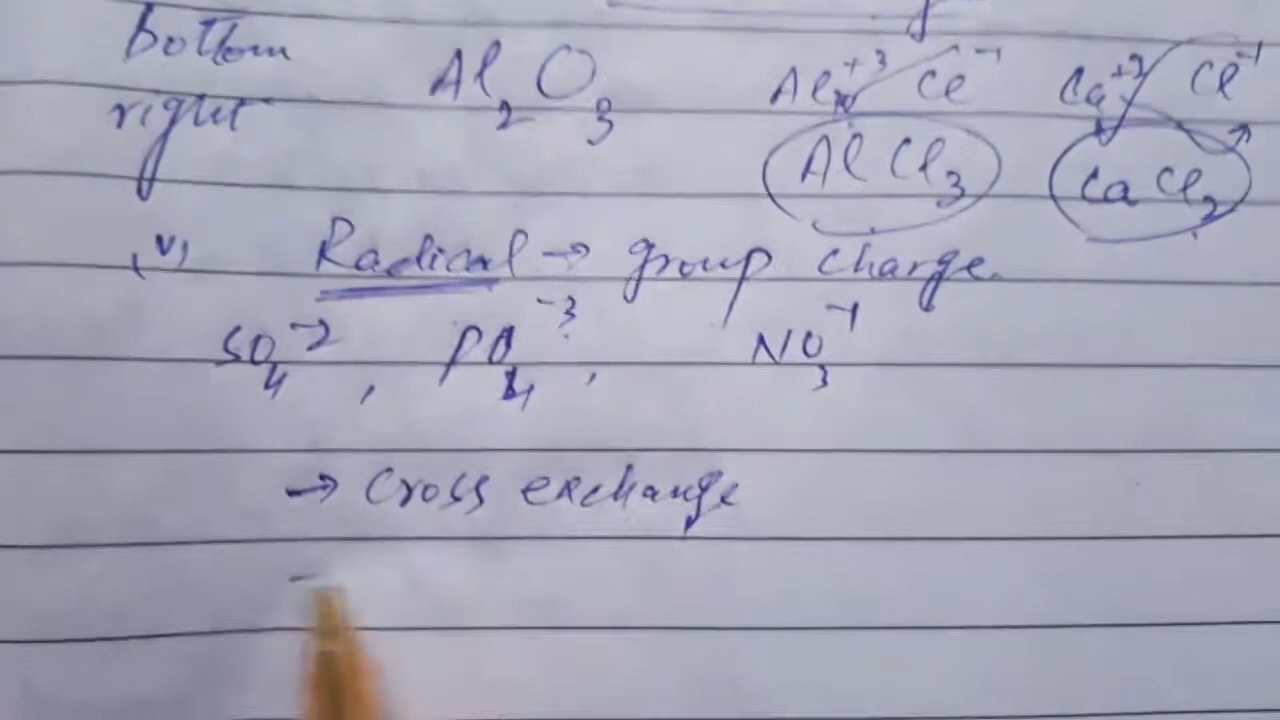 bottom Al₂O₃ Al⁺³ Cl⁻¹ Ca⁺² Cl⁻¹
right AlCl₃ CaCl₂
(v) Radical → group charge.
SO₄⁻², PO₄⁻³, NO₃⁻¹
→ Cross exchange